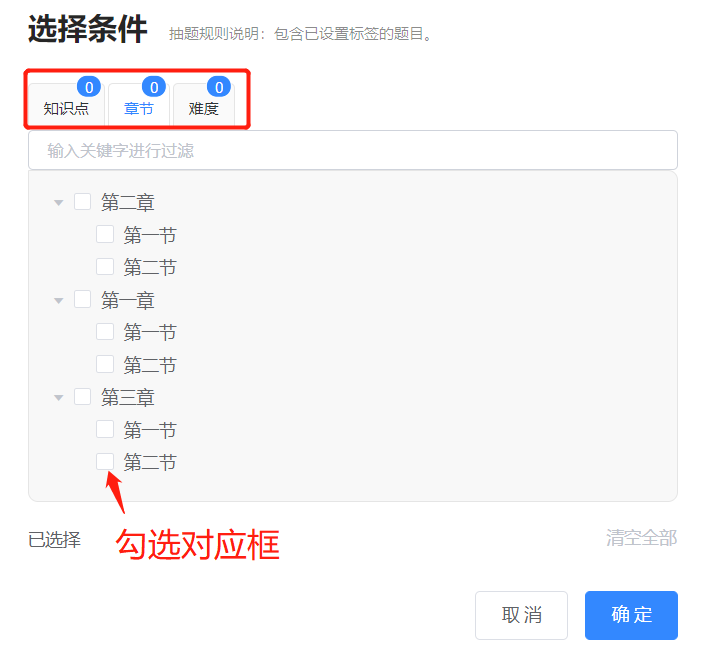 选择条件 抽题规则说明：包含已设置标签的题目。
0 0 0
知识点 章节 难度
输入关键字进行过滤
第二章
第一节
第二节
第一章
第一节
第二节
第三章
第一节
第二节
已选择 勾选对应框 清空全部
取消 确定